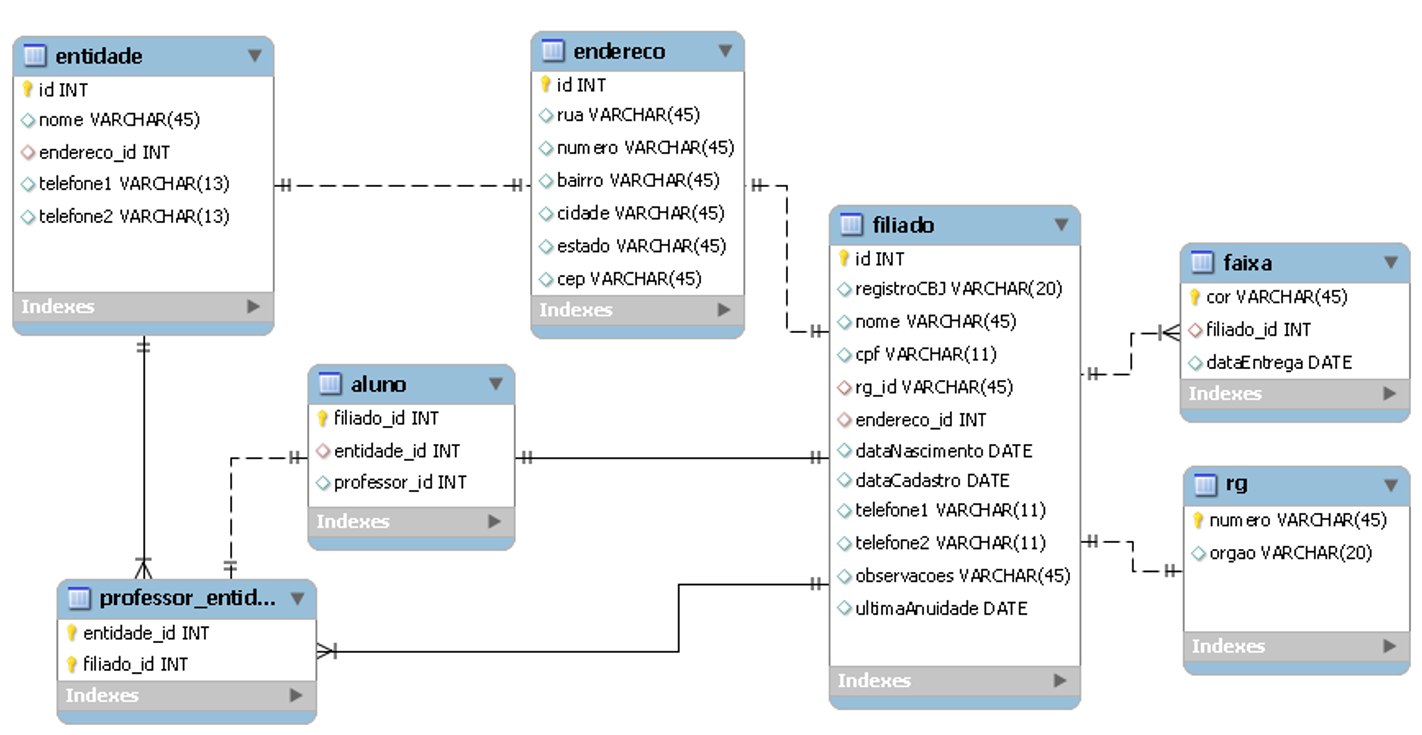 entidade
id INT
nome VARCHAR(45)
endereco_id INT
telefone1 VARCHAR(13)
telefone2 VARCHAR(13)
Indexes
endereco
id INT
rua VARCHAR(45)
numero VARCHAR(45)
bairro VARCHAR(45)
cidade VARCHAR(45)
estado VARCHAR(45)
cep VARCHAR(45)
Indexes
filiado
id INT
registroCBJ VARCHAR(20)
nome VARCHAR(45)
cpf VARCHAR(11)
rg_id VARCHAR(45)
endereco_id INT
dataNascimento DATE
dataCadastro DATE
telefone1 VARCHAR(11)
telefone2 VARCHAR(11)
observacoes VARCHAR(45)
ultimaAnuidade DATE
Indexes
faixa
cor VARCHAR(45)
filiado_id INT
dataEntrega DATE
Indexes
aluno
filiado_id INT
entidade_id INT
professor_id INT
Indexes
rg
numero VARCHAR(45)
orgao VARCHAR(20)
Indexes
professor_entid...
entidade_id INT
filiado_id INT
Indexes